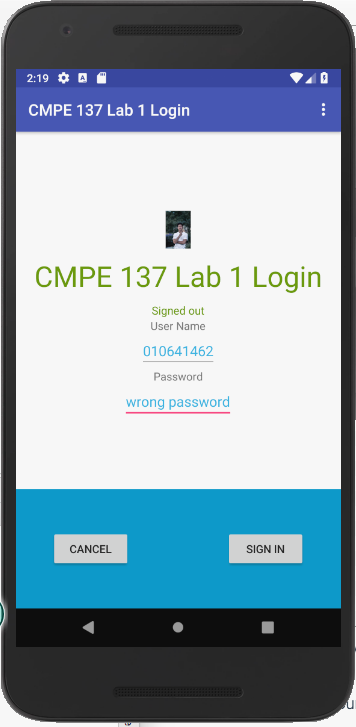 2:19
CMPE 137 Lab 1 Login
CMPE 137 Lab 1 Login
Signed out
User Name
010641462
Password
wrong password
CANCEL
SIGN IN